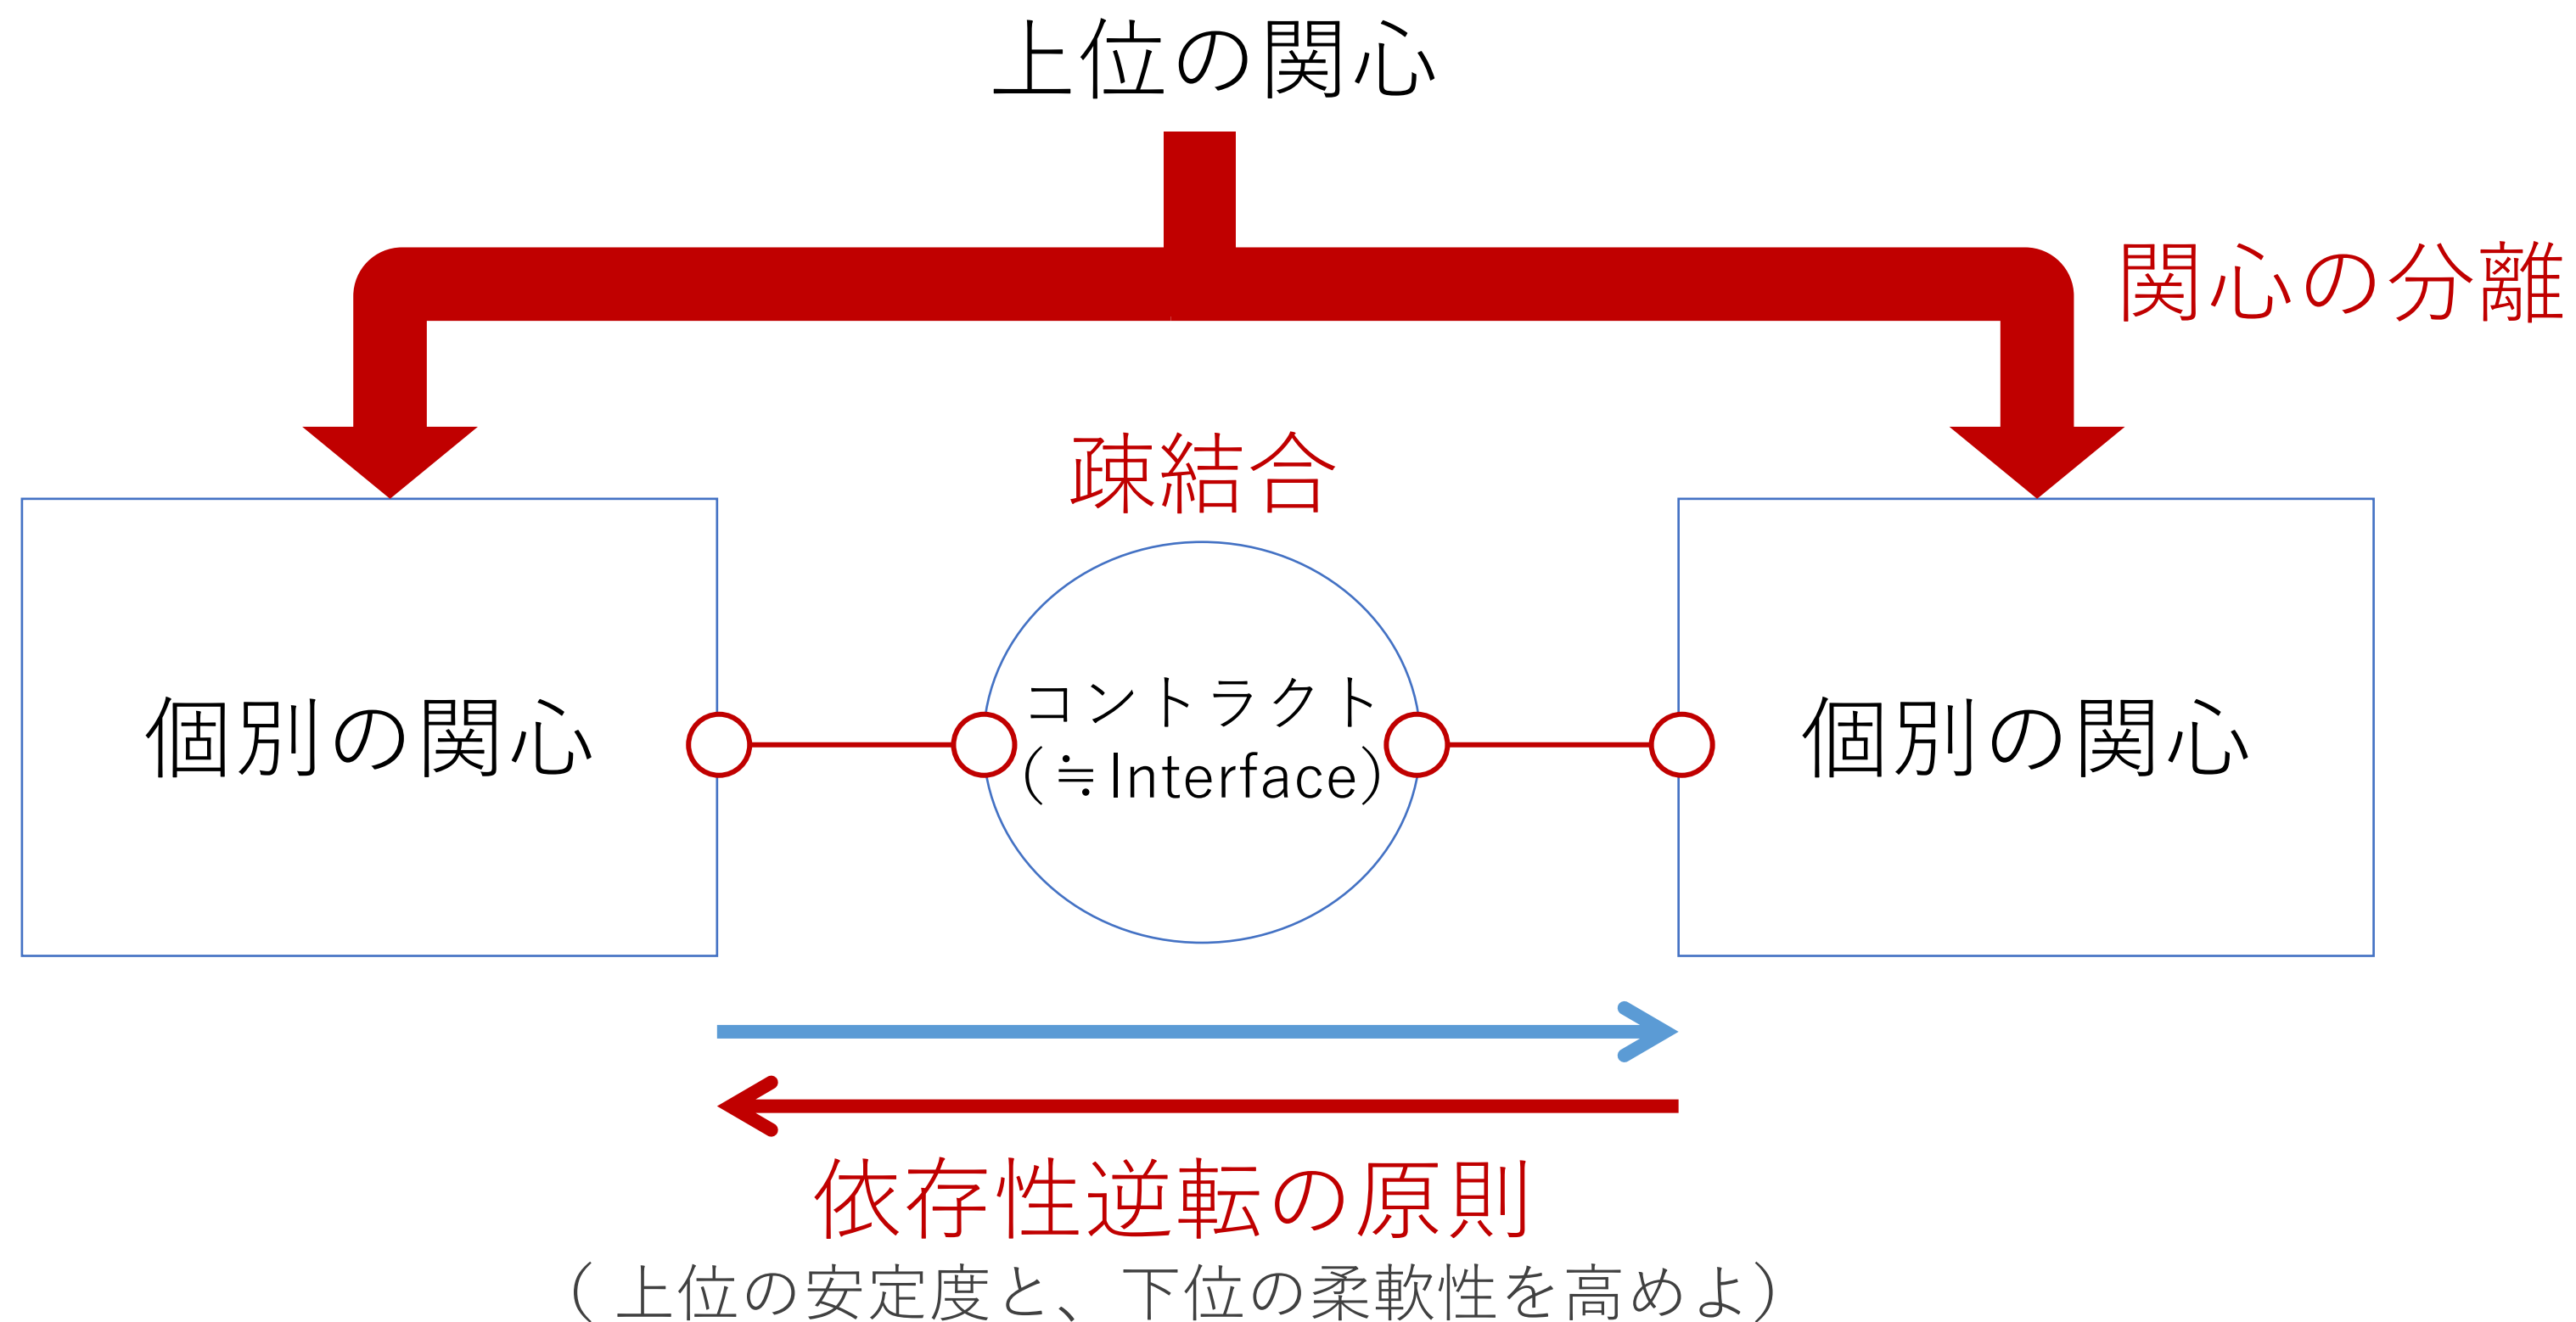 上位の関心
関心の分離
疎結合
個別の関心
コントラクト
(≒Interface)
個別の関心
依存性逆転の原則
(上位の安定度と、下位の柔軟性を高めよ)